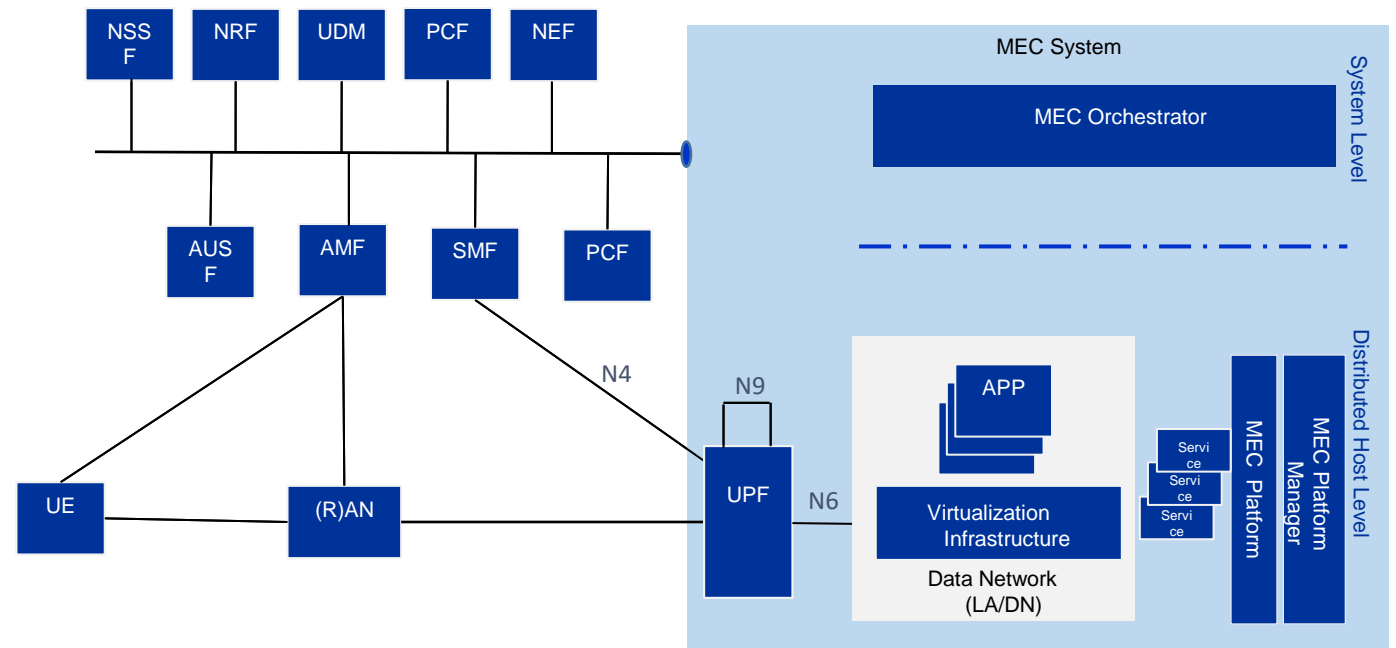 NSS
F
NRF
UDM
PCF
NEF
MEC System
MEC Orchestrator
System Level
AUS
F
AMF
SMF
PCF
N4
N9
UE
(R)AN
UPF
N6
APP
Virtualization
Infrastructure
Data Network
(LA/DN)
Servi
ce
Servi
ce
Servi
ce
MEC Platform
MEC Platform
Manager
Distributed Host Level